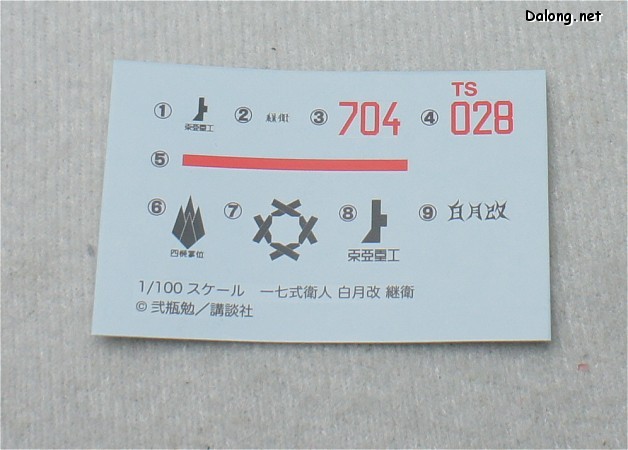 Dalong.net
① 東亜重工 ② 継衛 ③ 704 ④ TS 028
⑤
⑥ 四機掌位 ⑦ ⑧ 東亜重工 ⑨ 白月改
1/100 スケール 一七式衛人 白月改 継衛
© 弐瓶勉／講談社